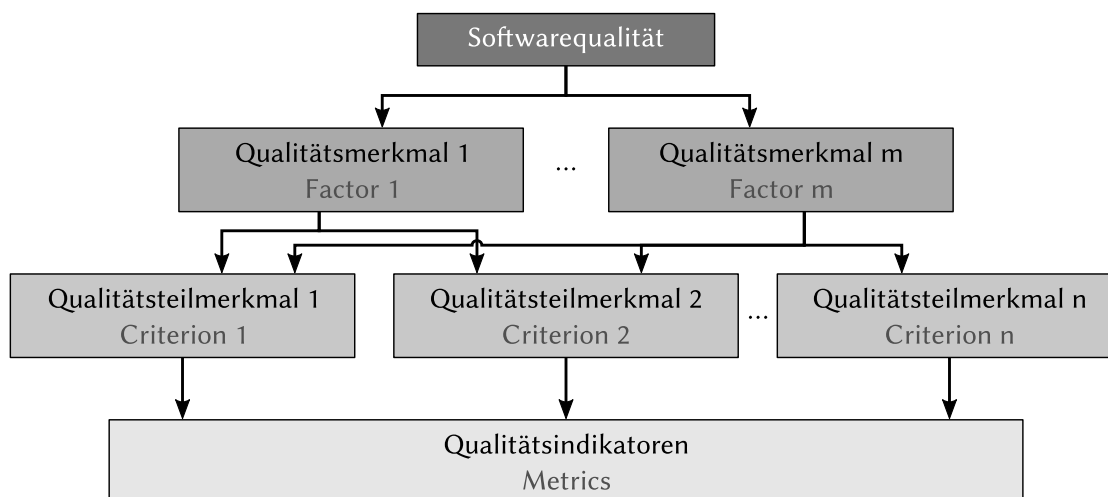 Softwarequalität
Qualitätsmerkmal 1
Factor 1
...
Qualitätsmerkmal m
Factor m
Qualitätsteilmerkmal 1
Criterion 1
Qualitätsteilmerkmal 2
Criterion 2
...
Qualitätsteilmerkmal n
Criterion n
Qualitätsindikatoren
Metrics